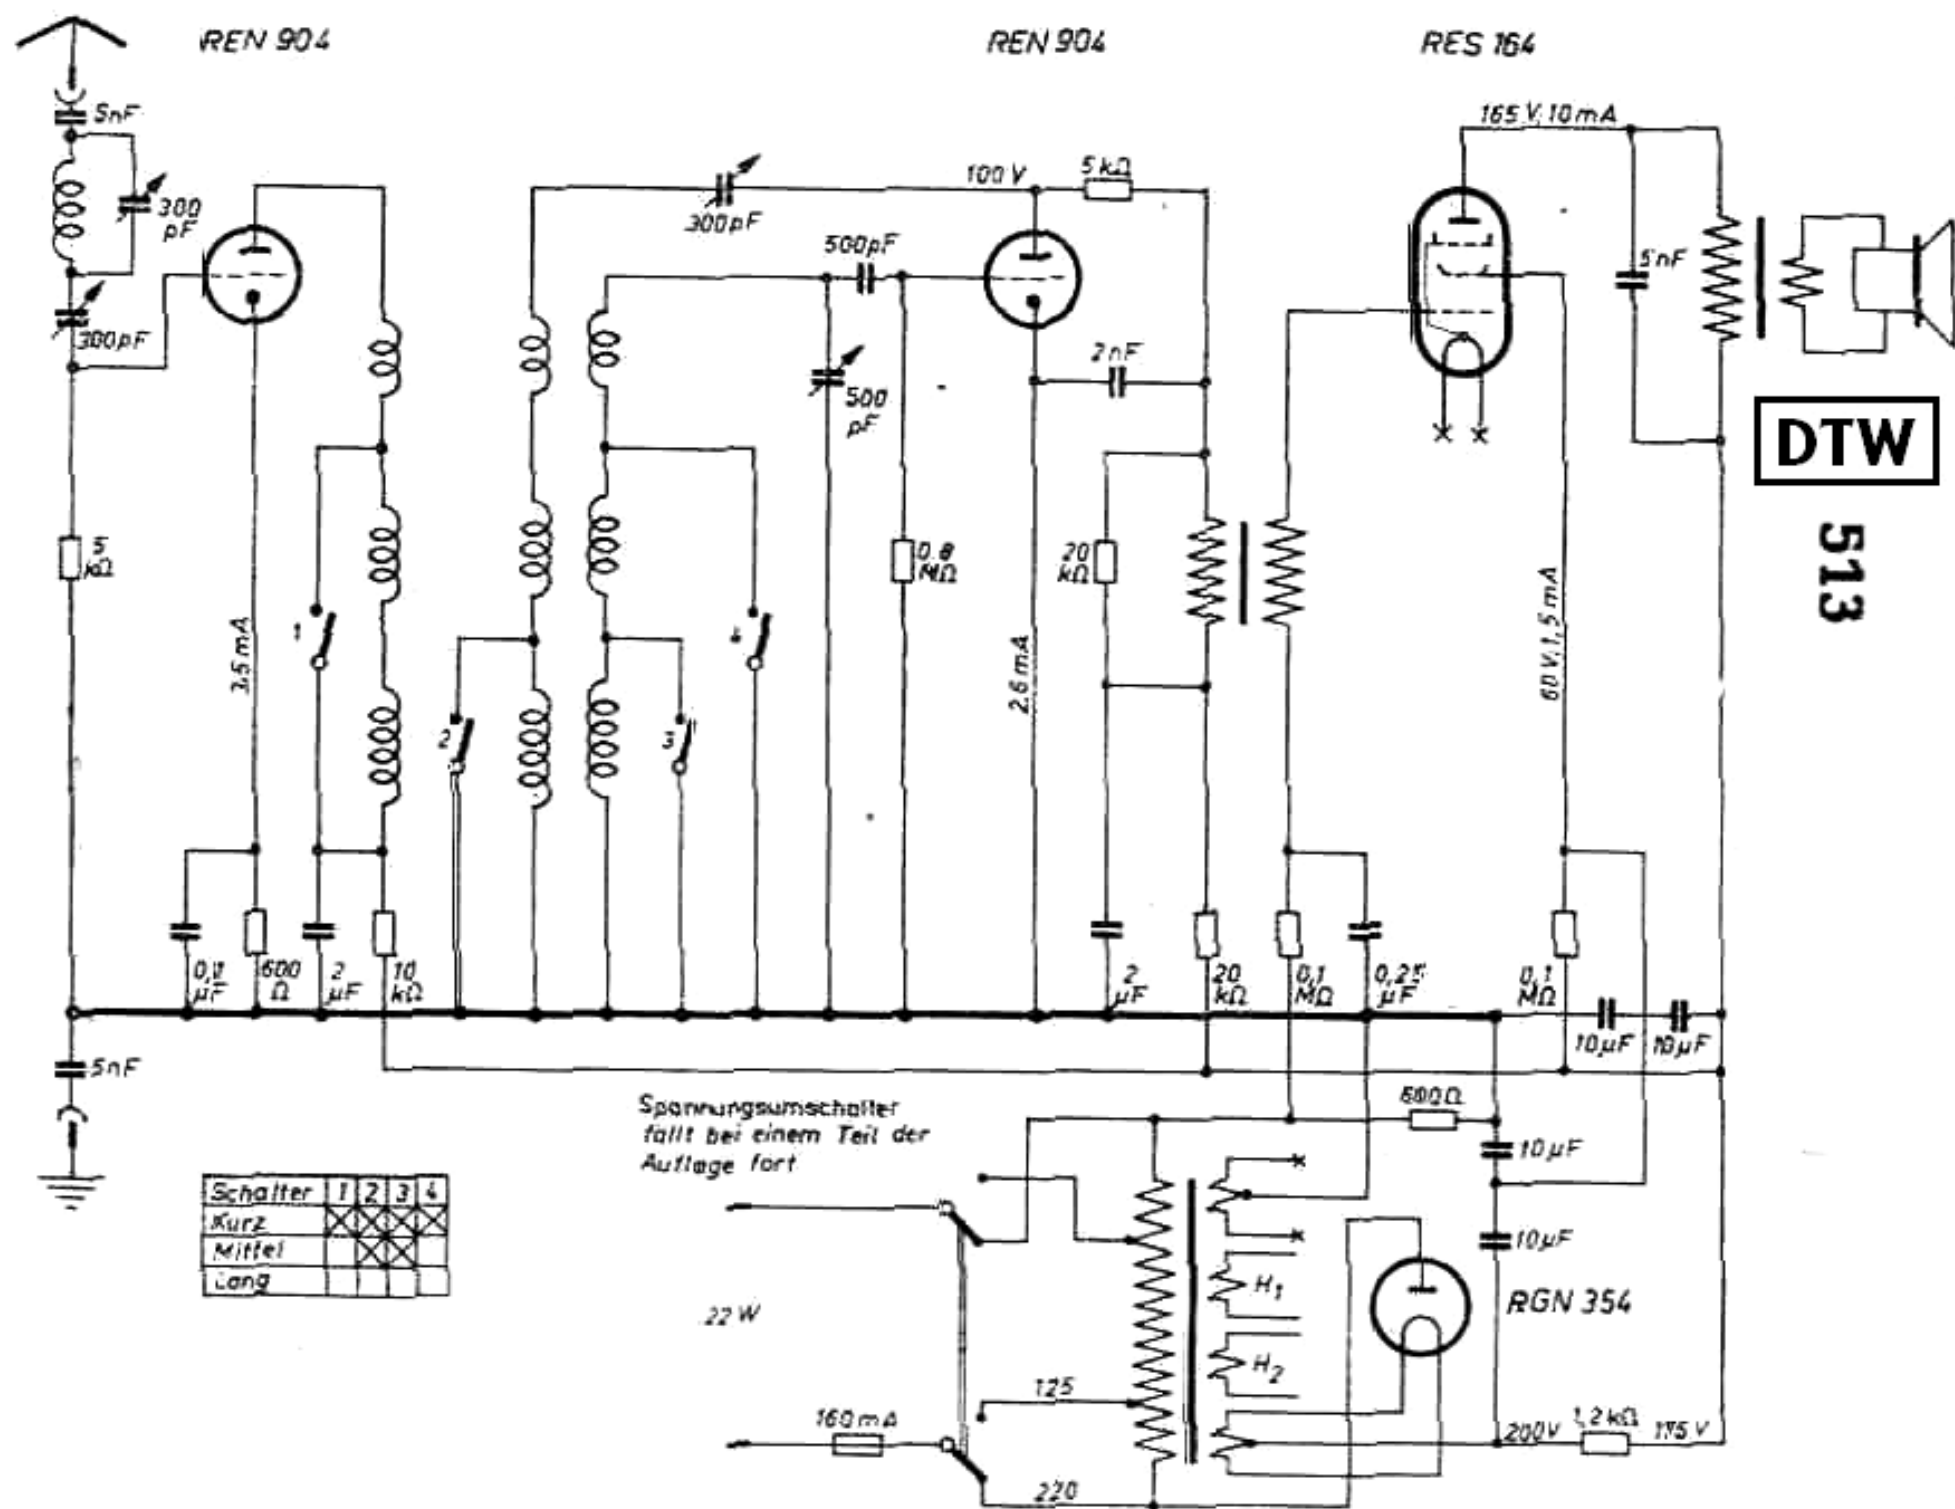 REN 904
REN 904
RES 164
5nF
165 V, 10 mA
300
pF
100 V
5 kΩ
300pF
500pF
5nF
300pF
2nF
500
pF
DTW
513
5
kΩ
0.8
MΩ
20
kΩ
1
2
3
4
2,6 mA
60 V, 1,5 mA
0,1
µF
600
Ω
2
µF
10
kΩ
2
µF
20
kΩ
0,1
MΩ
0,25
µF
0,1
MΩ
10µF
10µF
5nF
Spannungsumschalter
fällt bei einem Teil der
Auflage fort
600Ω
10µF
10µF
Schalter 1 2 3 4
Kurz
Mittel
Lang
22 W
H1
H2
RGN 354
125
160mA
200V
1,2 kΩ
175 V
220